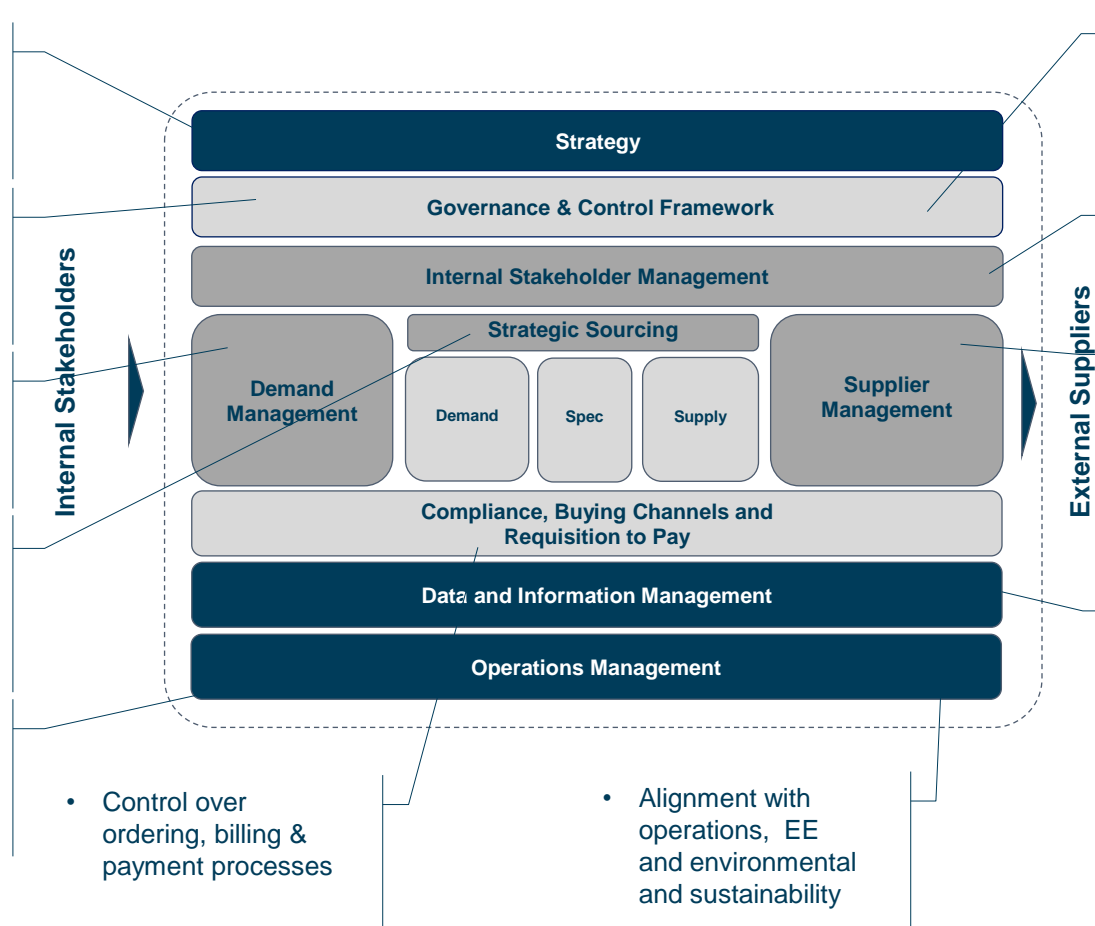 Strategy
Governance & Control Framework
Internal Stakeholder Management
Internal Stakeholders
Demand
Management
Strategic Sourcing
Demand
Spec
Supply
Supplier
Management
External Suppliers
Compliance, Buying Channels and
Requisition to Pay
Data and Information Management
Operations Management
• Control over
ordering, billing &
payment processes
• Alignment with
operations, EE
and environmental
and sustainability